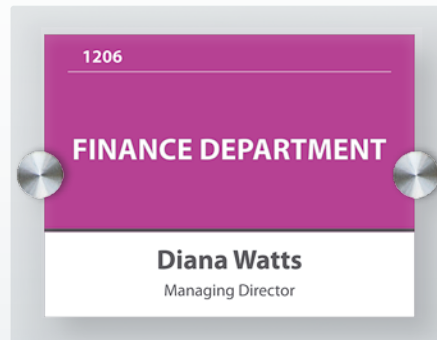 1206
FINANCE DEPARTMENT
Diana Watts
Managing Director